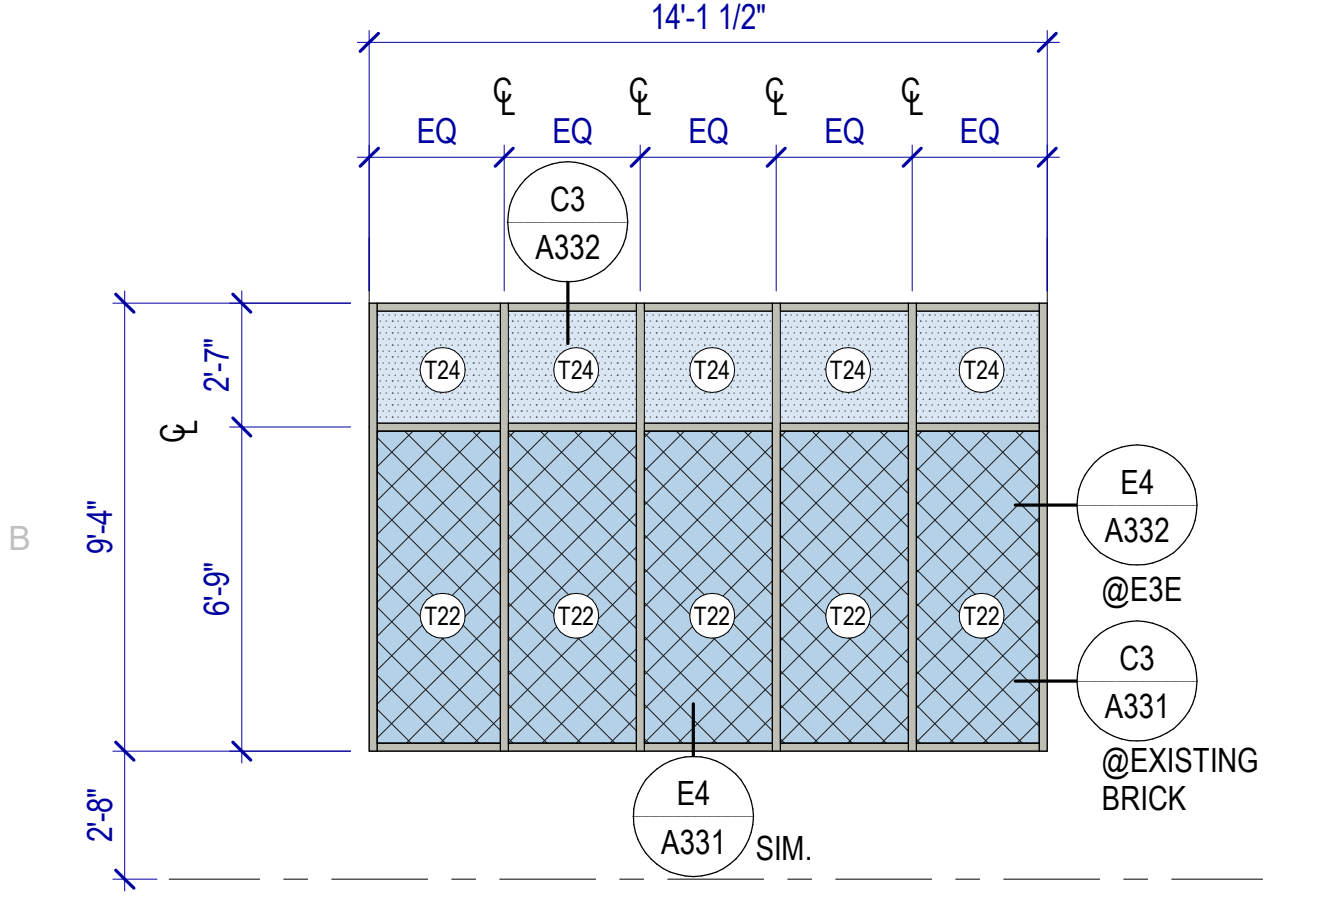 14'-1 1/2"
℄ ℄ ℄ ℄
EQ EQ EQ EQ EQ
C3
A332
T24 T24 T24 T24 T24
2'-7"
℄
9'-4"
6'-9"
B
E4
A332
@E3E
T22 T22 T22 T22 T22
C3
A331
@EXISTING
BRICK
E4
A331 SIM.
2'-8"